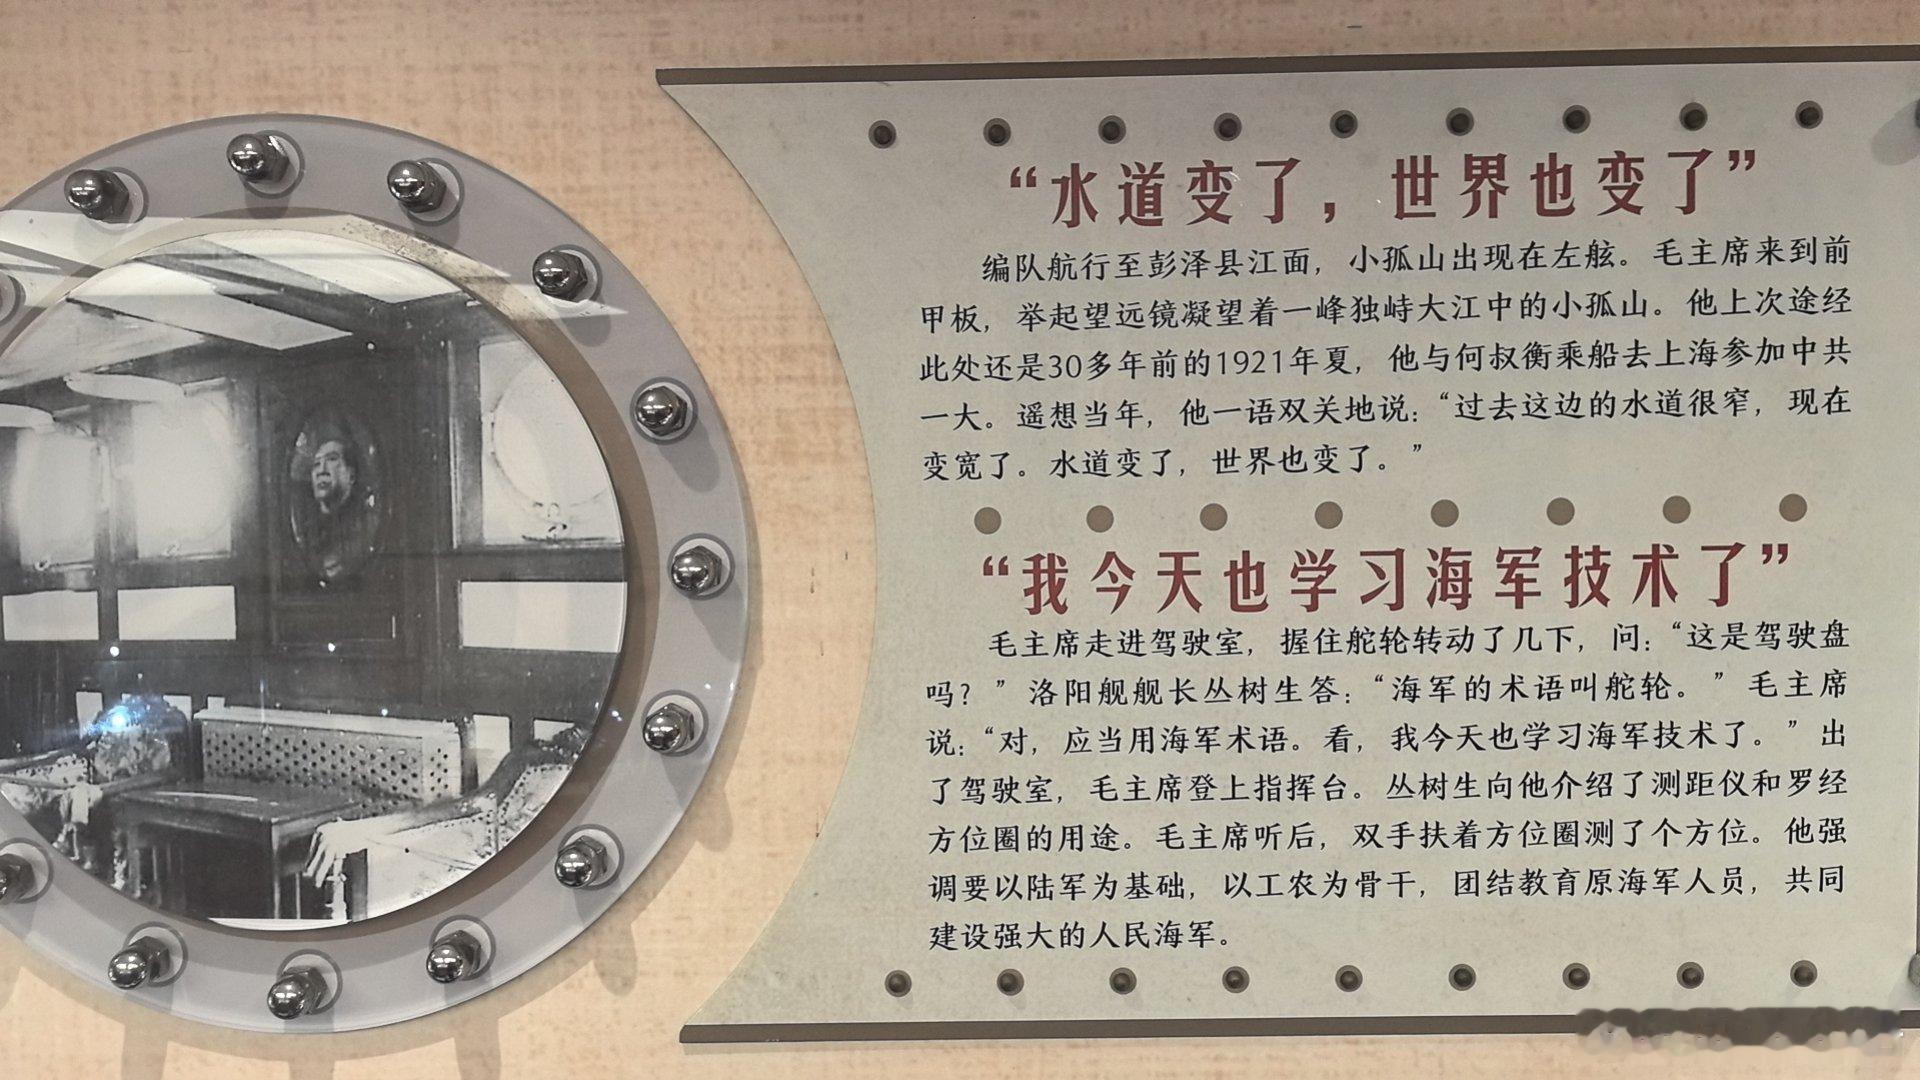 “水道变了，世界也变了”
编队航行至彭泽县江面，小孤山出现在左舷。毛主席来到前
甲板，举起望远镜凝望着一峰独峙大江中的小孤山。他上次途经
此处还是30多年前的1921年夏，他与何叔衡乘船去上海参加中共
一大。遥想当年，他一语双关地说：“过去这边的水道很窄，现在
变宽了。水道变了，世界也变了。”
“我今天也学习海军技术了”
毛主席走进驾驶室，握住舵轮转动了几下，问：“这是驾驶盘
吗？”洛阳舰舰长丛树生答：“海军的术语叫舵轮。”毛主席
说：“对，应当用海军术语。看，我今天也学习海军技术了。”出
了驾驶室，毛主席登上指挥台。丛树生向他介绍了测距仪和罗经
方位圈的用途。毛主席听后，双手扶着方位圈测了个方位。他强
调要以陆军为基础，以工农为骨干，团结教育原海军人员，共同
建设强大的人民海军。